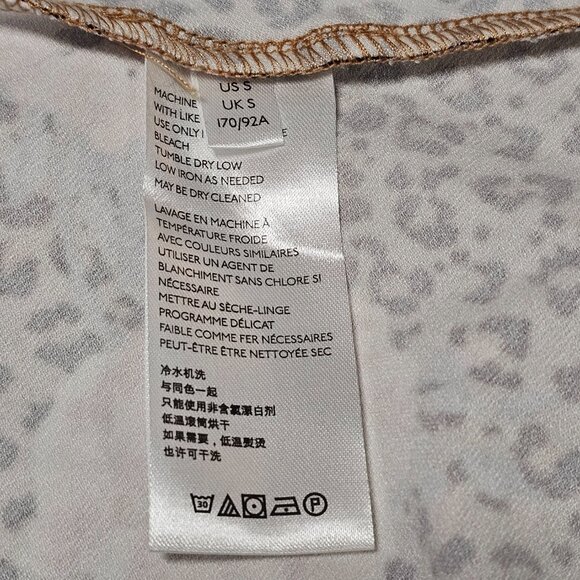 US S
UK S
170/92A
MACHINE
WITH LIKE
USE ONLY
BLEACH
TUMBLE DRY LOW
LOW IRON AS NEEDED
MAY BE DRY CLEANED
LAVAGE EN MACHINE À
TEMPÉRATURE FROIDE
AVEC COULEURS SIMILAIRES
UTILISER UN AGENT DE
BLANCHIMENT SANS CHLORE SI
NÉCESSAIRE
METTRE AU SÈCHE-LINGE
PROGRAMME DÉLICAT
FAIBLE COMME FER NÉCESSAIRES
PEUT-ÊTRE ÊTRE NETTOYÉE SEC
冷水机洗
与同色一起
只能使用非含氯漂白剂
低温滚筒烘干
如果需要，低温熨烫
也许可干洗
30 P